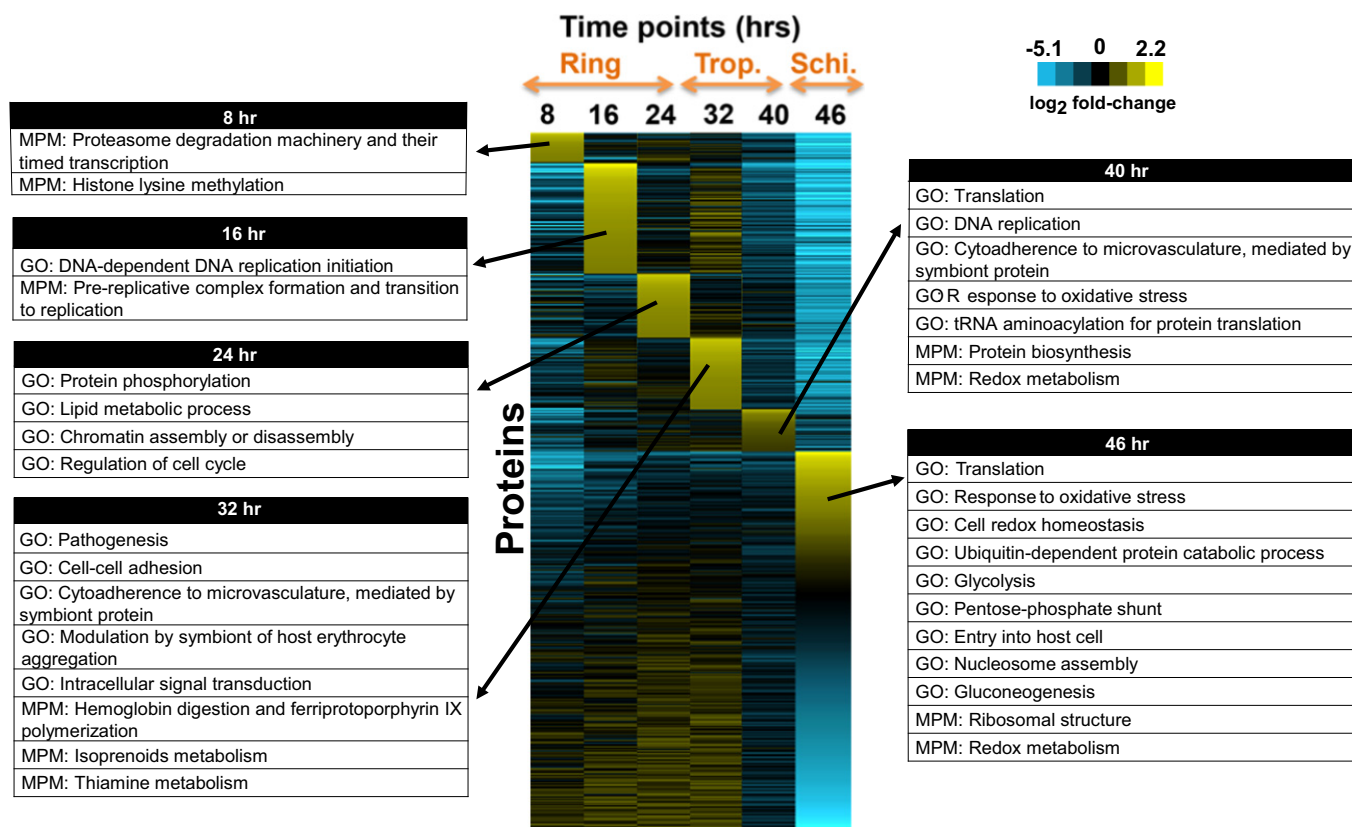 Time points (hrs)
Ring Trop. Schi.
8 16 24 32 40 46
-5.1 0 2.2
log2 fold-change
Proteins
8 hr
MPM: Proteasome degradation machinery and their
timed transcription
MPM: Histone lysine methylation
16 hr
GO: DNA-dependent DNA replication initiation
MPM: Pre-replicative complex formation and transition
to replication
24 hr
GO: Protein phosphorylation
GO: Lipid metabolic process
GO: Chromatin assembly or disassembly
GO: Regulation of cell cycle
32 hr
GO: Pathogenesis
GO: Cell-cell adhesion
GO: Cytoadherence to microvasculature, mediated by
symbiont protein
GO: Modulation by symbiont of host erythrocyte
aggregation
GO: Intracellular signal transduction
MPM: Hemoglobin digestion and ferriprotoporphyrin IX
polymerization
MPM: Isoprenoids metabolism
MPM: Thiamine metabolism
40 hr
GO: Translation
GO: DNA replication
GO: Cytoadherence to microvasculature, mediated by
symbiont protein
GO R esponse to oxidative stress
GO: tRNA aminoacylation for protein translation
MPM: Protein biosynthesis
MPM: Redox metabolism
46 hr
GO: Translation
GO: Response to oxidative stress
GO: Cell redox homeostasis
GO: Ubiquitin-dependent protein catabolic process
GO: Glycolysis
GO: Pentose-phosphate shunt
GO: Entry into host cell
GO: Nucleosome assembly
GO: Gluconeogenesis
MPM: Ribosomal structure
MPM: Redox metabolism